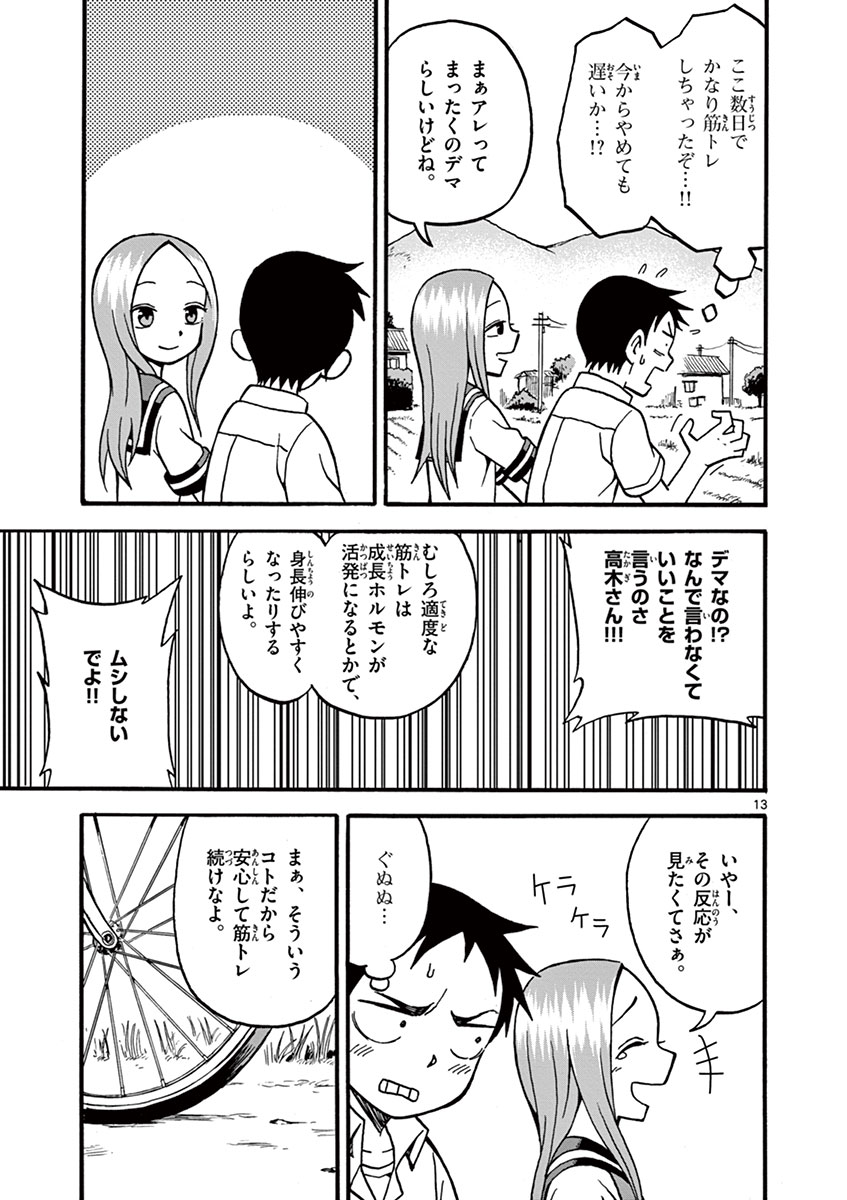 ここ数日で
かなり筋トレ
しちゃったぞ…!!
今からやめても
遅いか…!?
まぁアレって
まったくのデマ
らしいけどね。
デマなの!?
なんで言わなくて
いいことを
言うのさ
高木さん!!!
むしろ適度な
筋トレは
成長ホルモンが
活発になるとかで、
身長伸びやすく
なったりする
らしいよ。
ムシしない
でよ!!
13
いやー、
その反応が
見たくてさぁ。
ケラケラ
ぐぬぬ…
まぁ、そういう
コトだから
安心して筋トレ
続けなよ。